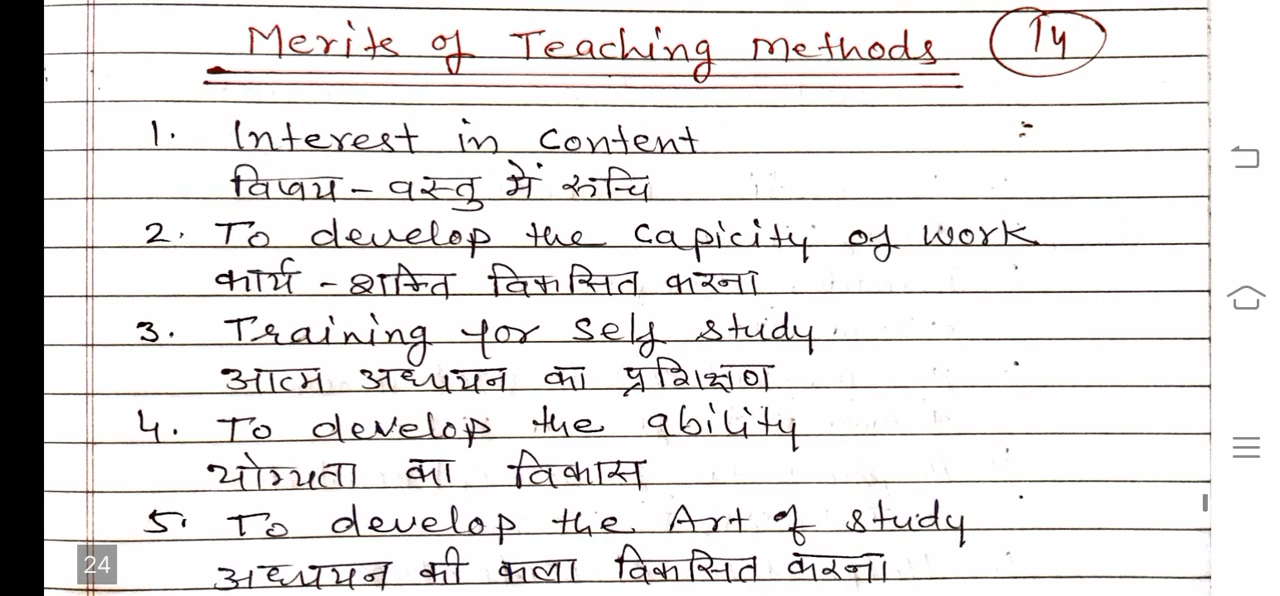 Merits of Teaching Methods 14
1. Interest in content
विषय - वस्तु में रुचि
2. To develop the capicity of work
कार्य - शक्ति विकसित करना
3. Training for self study
आत्म अध्ययन का प्रशिक्षण
4. To develop the ability
योग्यता का विकास
5. To develop the Art of study
24
अध्ययन की कला विकसित करना